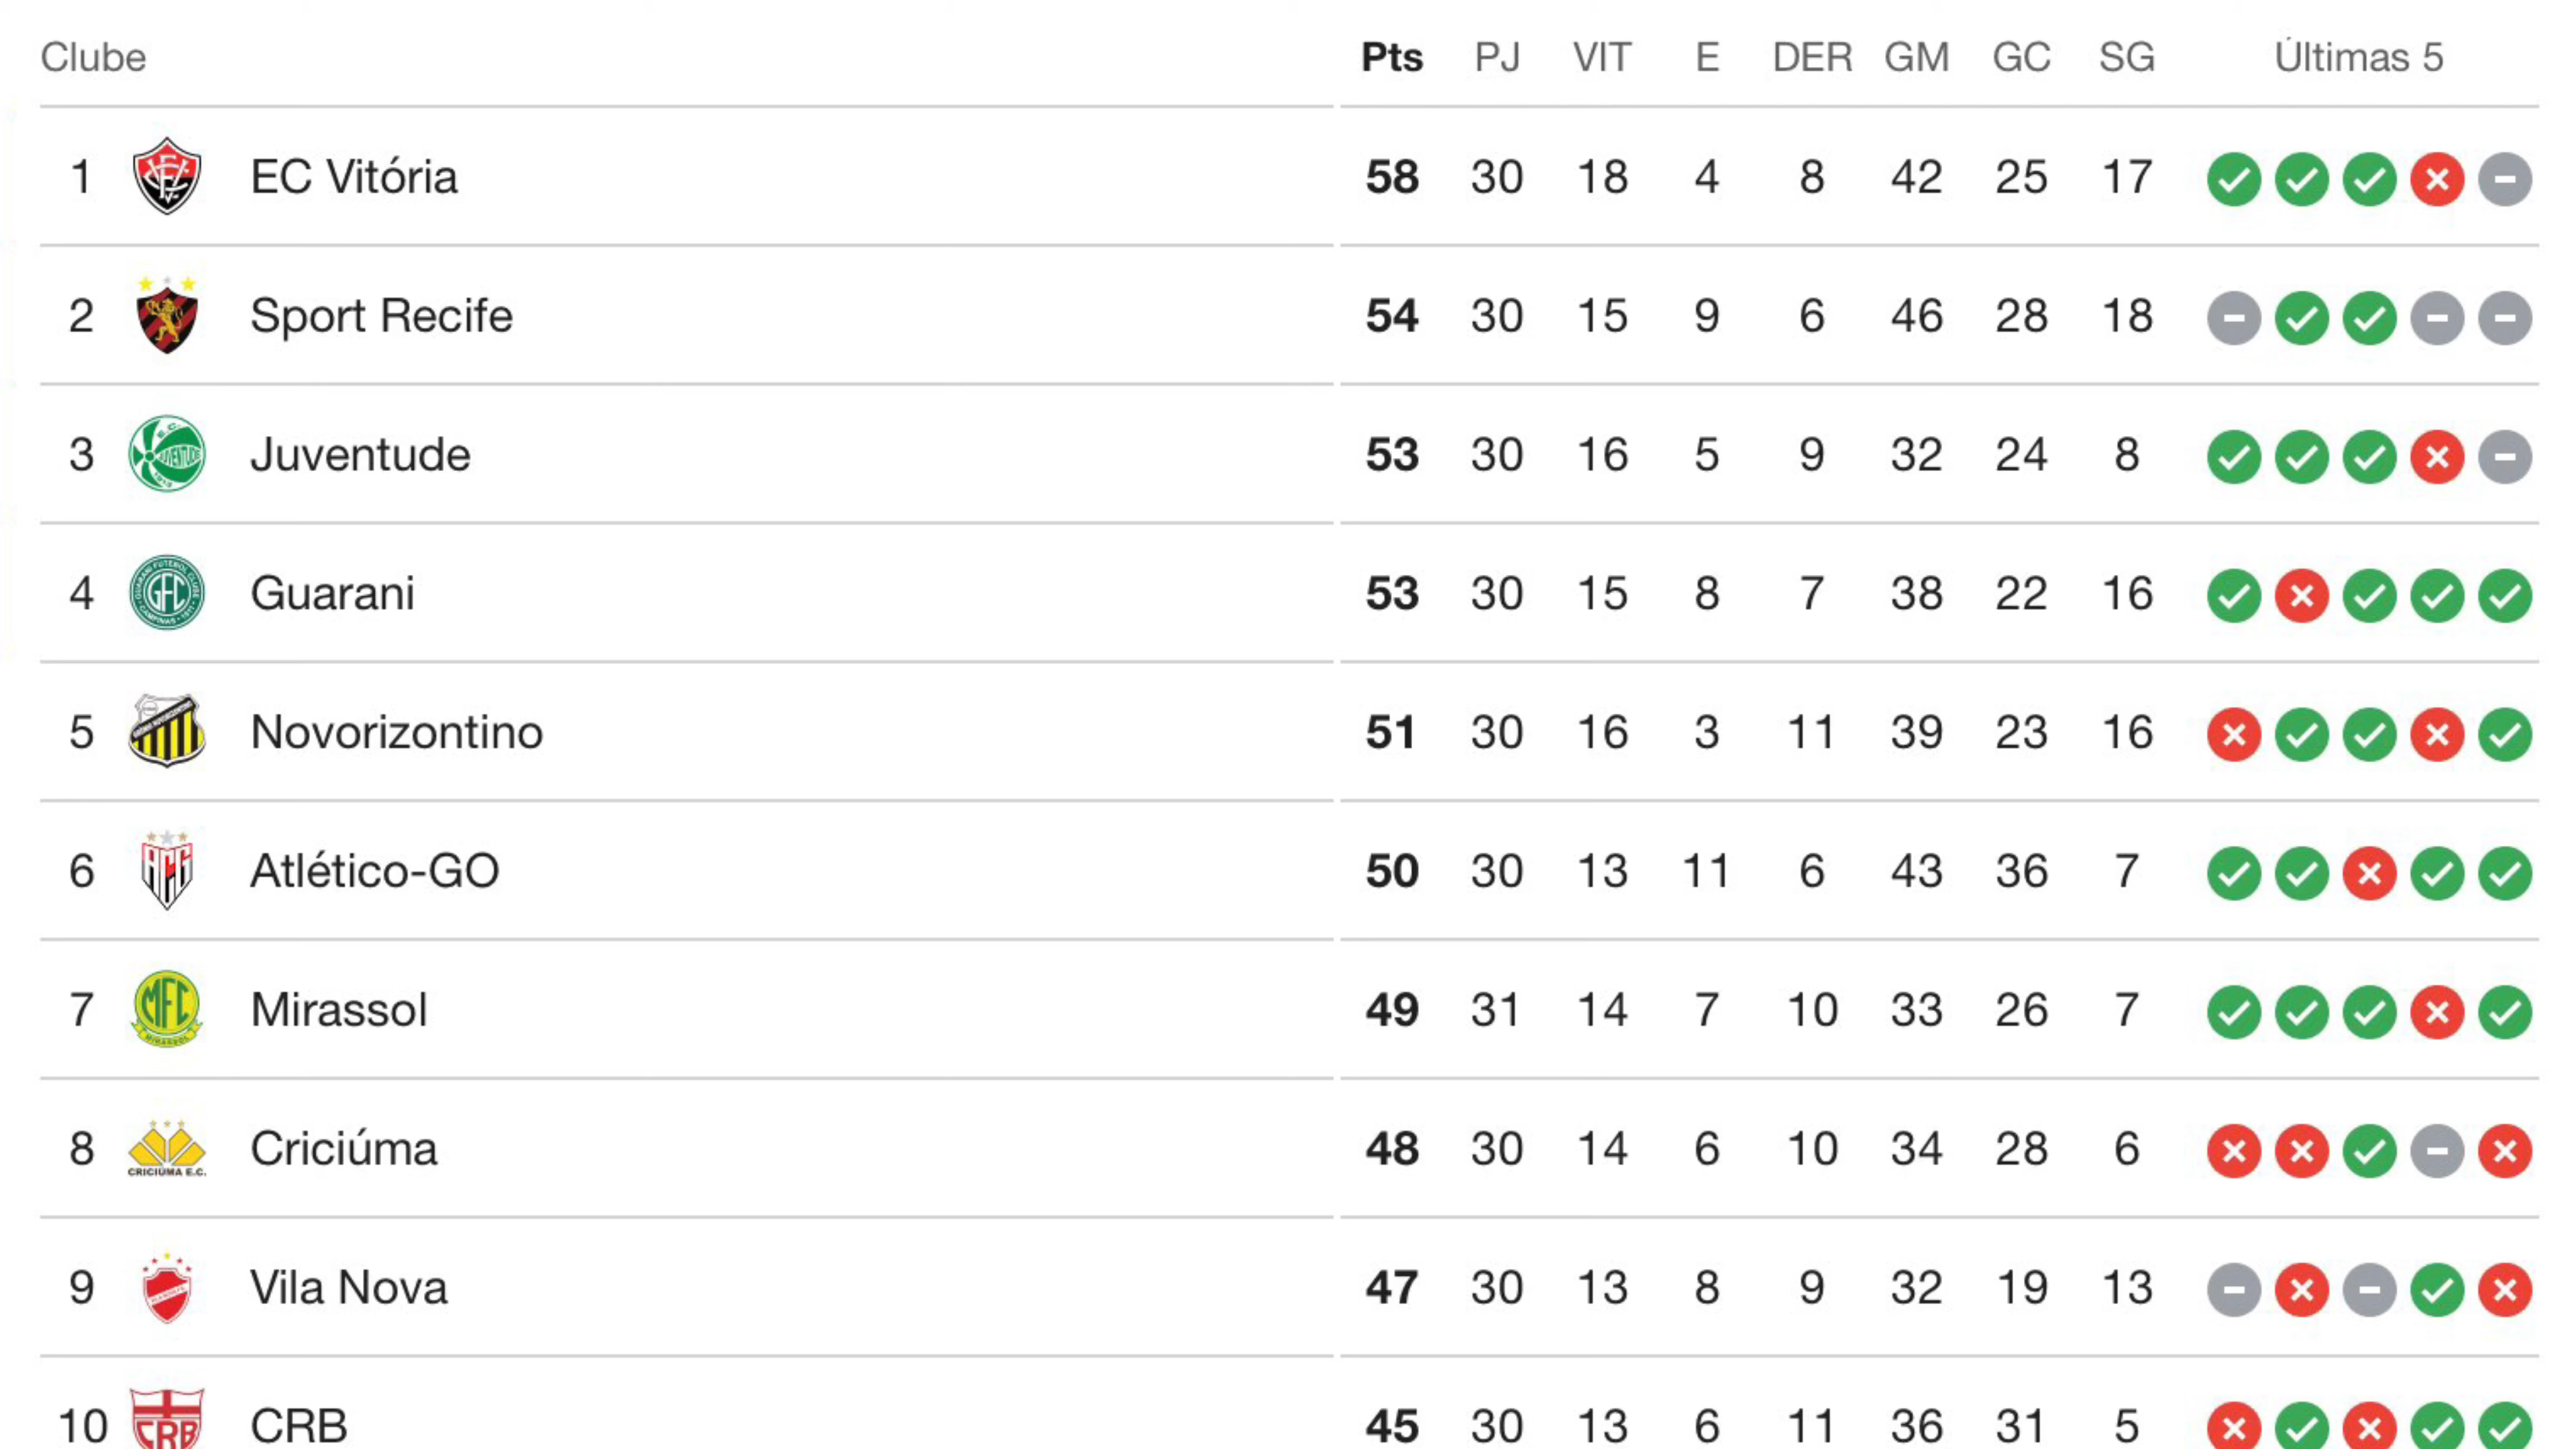 Clube Pts PJ VIT E DER GM GC SG Últimas 5
1 EC Vitória 58 30 18 4 8 42 25 17
2 Sport Recife 54 30 15 9 6 46 28 18
3 Juventude 53 30 16 5 9 32 24 8
4 GFC Guarani 53 30 15 8 7 38 22 16
5 Novorizontino 51 30 16 3 11 39 23 16
6 ACG Atlético-GO 50 30 13 11 6 43 36 7
7 MFC MIRASSOL Mirassol 49 31 14 7 10 33 26 7
8 CRICIÚMA E.C. Criciúma 48 30 14 6 10 34 28 6
9 Vila Nova 47 30 13 8 9 32 19 13
10 CRB CRB 45 30 13 6 11 36 31 5